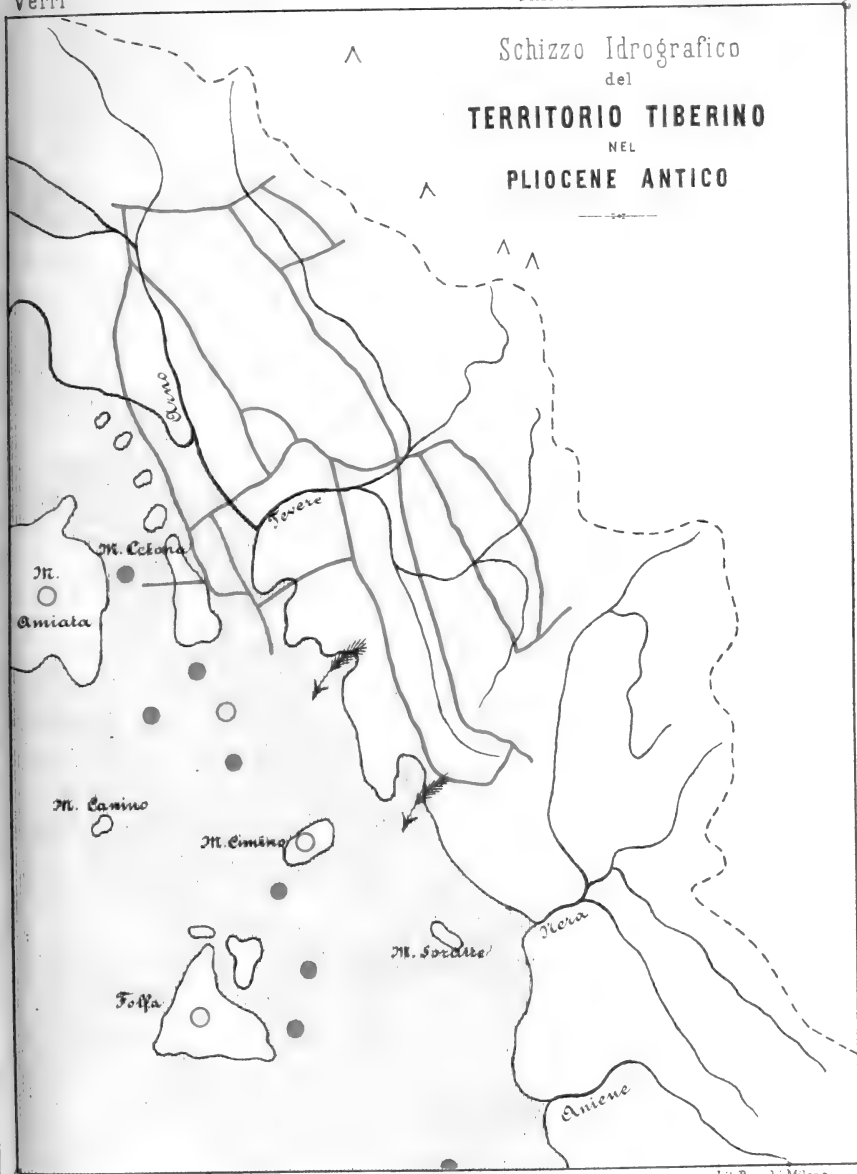 Verri
Schizzo Idrografico
del
TERRITORIO TIBERINO
NEL
PLIOCENE ANTICO
Arno
Tevere
M. Cetona
M.
Amiata
M. Canino
M. Cimino
Nera
M. Soratte
Tolfa
Aniene
Milano